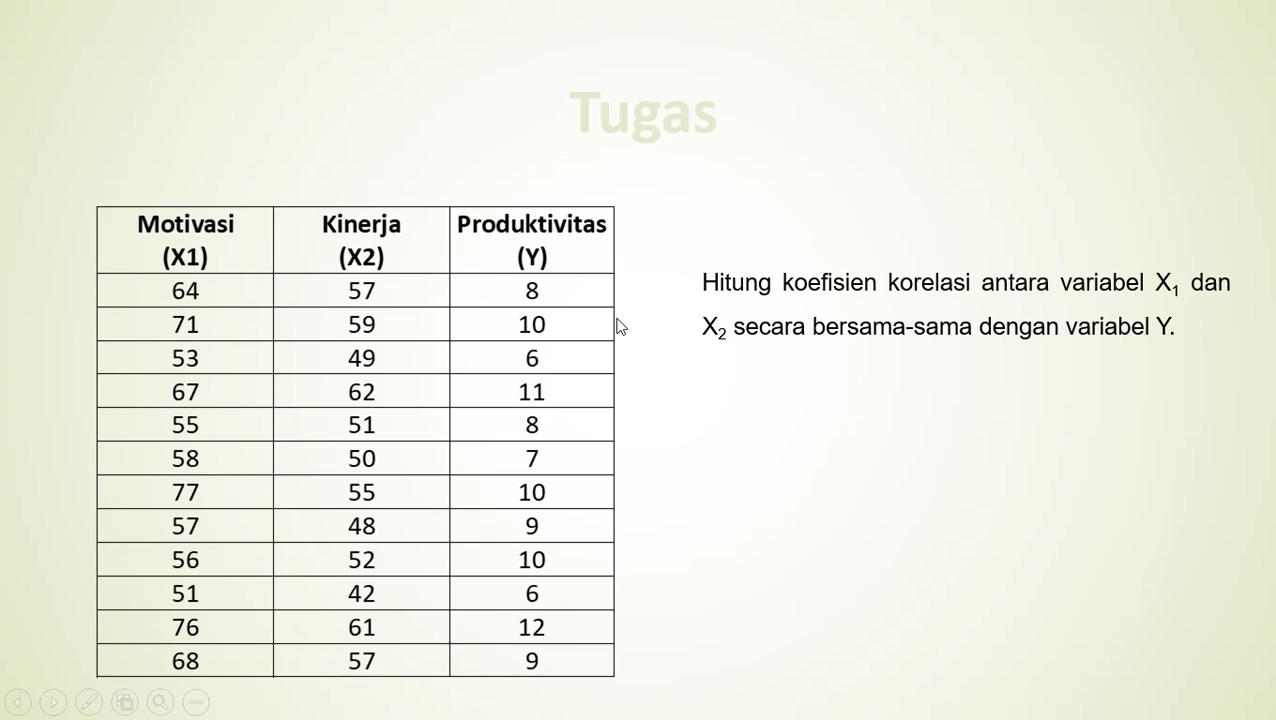 Tugas
Motivasi Kinerja Produktivitas
(X1) (X2) (Y)
64 57 8
71 59 10
53 49 6
67 62 11
55 51 8
58 50 7
77 55 10
57 48 9
56 52 10
51 42 6
76 61 12
68 57 9
Hitung koefisien korelasi antara variabel X₁ dan
X₂ secara bersama-sama dengan variabel Y.